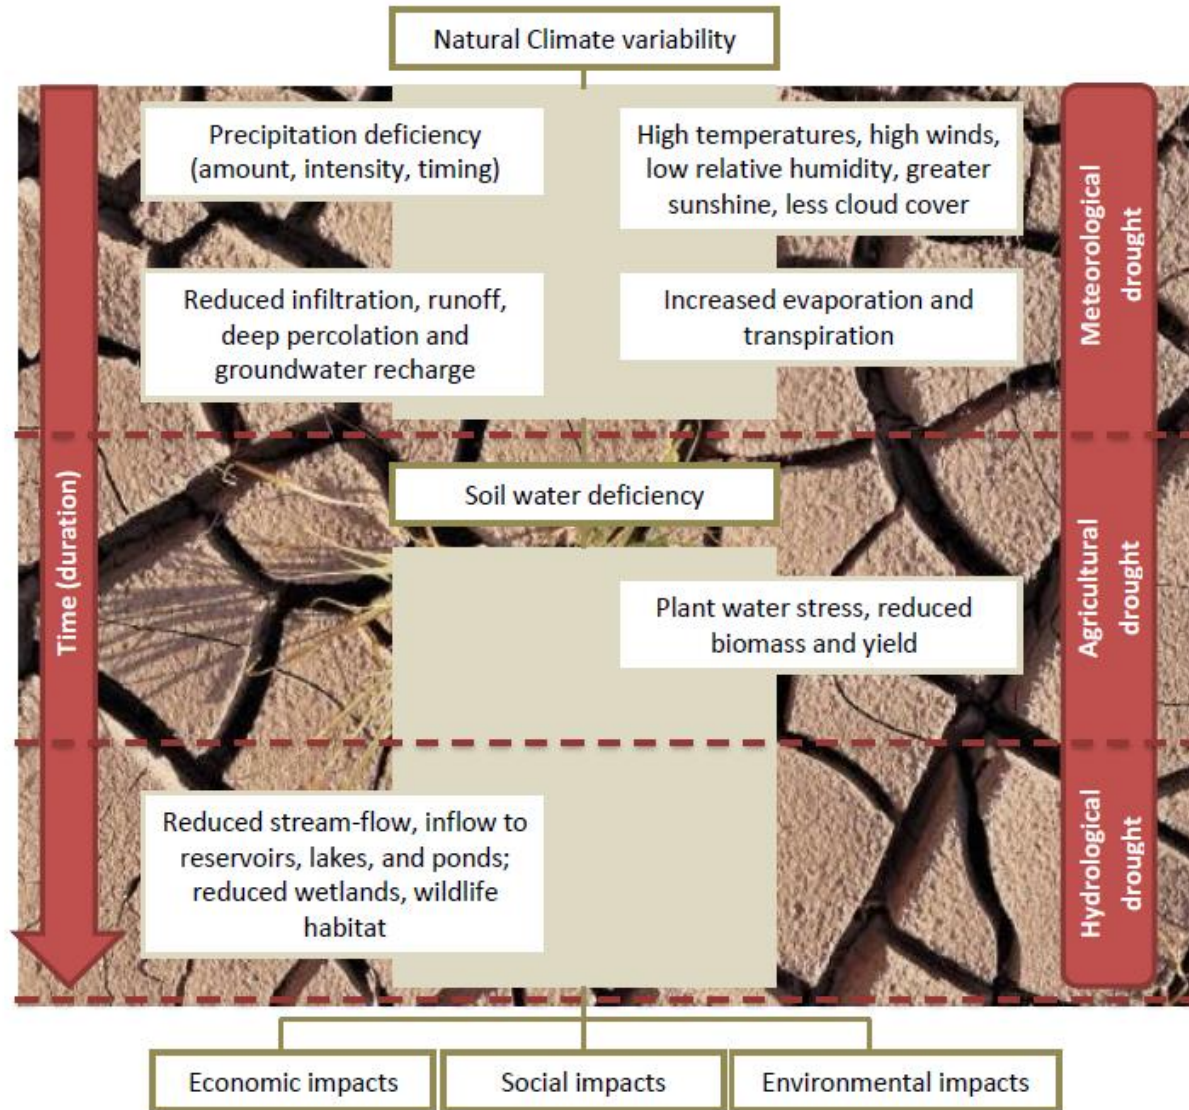 Natural Climate variability
Precipitation deficiency
(amount, intensity, timing)
High temperatures, high winds,
low relative humidity, greater
sunshine, less cloud cover
Reduced infiltration, runoff,
deep percolation and
groundwater recharge
Increased evaporation and
transpiration
Meteorological
drought
Time (duration)
Soil water deficiency
Plant water stress, reduced
biomass and yield
Agricultural
drought
Reduced stream-flow, inflow to
reservoirs, lakes, and ponds;
reduced wetlands, wildlife
habitat
Hydrological
drought
Economic impacts
Social impacts
Environmental impacts